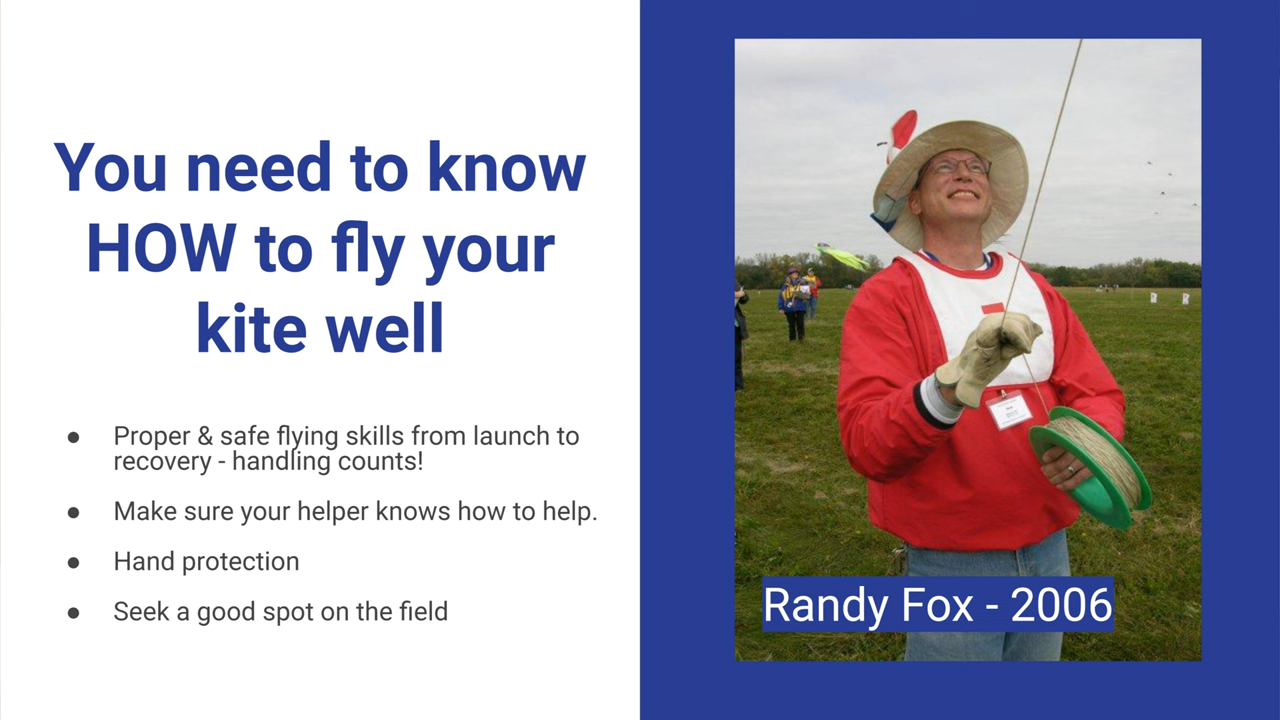 You need to know
HOW to fly your
kite well
● Proper & safe flying skills from launch to
recovery - handling counts!
● Make sure your helper knows how to help.
● Hand protection
● Seek a good spot on the field
Randy Fox - 2006